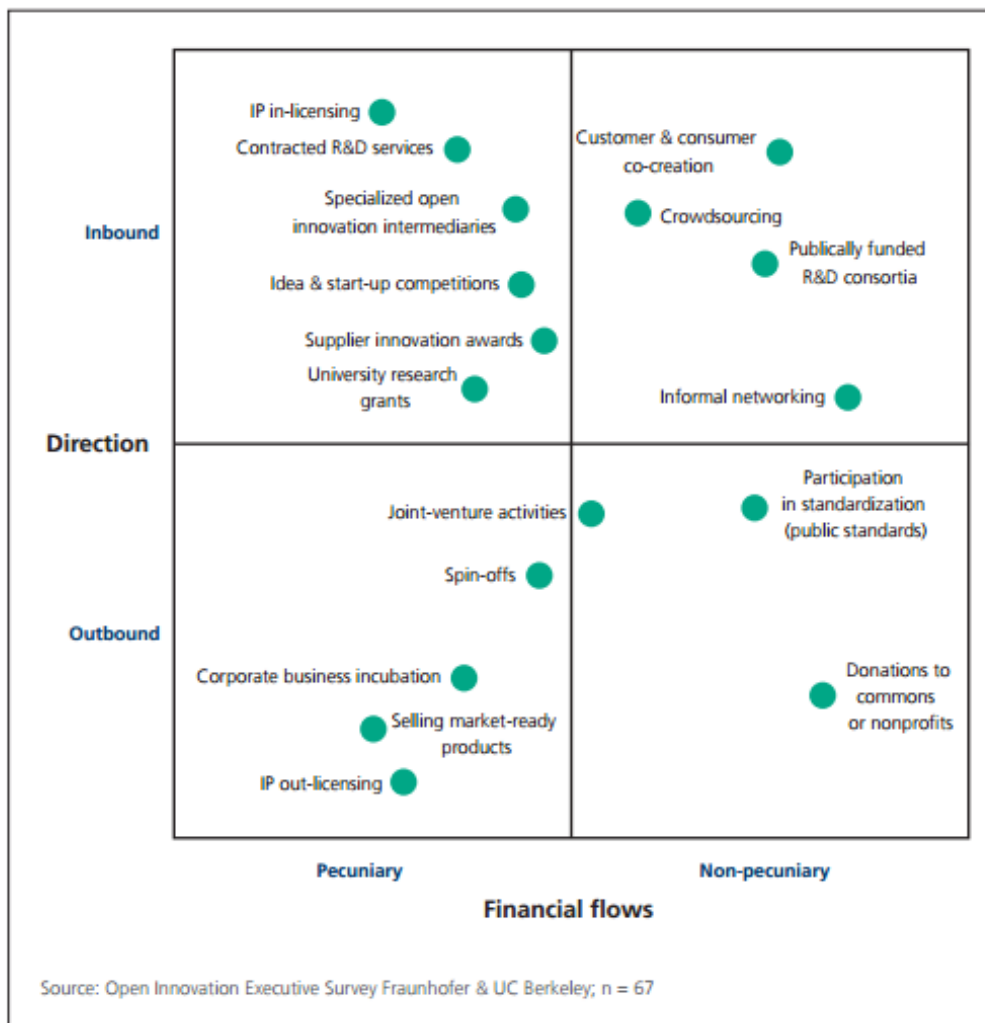 IP in-licensing
Contracted R&D services
Specialized open
innovation intermediaries
Idea & start-up competitions
Supplier innovation awards
University research
grants
Customer & consumer
co-creation
Crowdsourcing
Publically funded
R&D consortia
Informal networking
Inbound
Direction
Outbound
Joint-venture activities
Spin-offs
Corporate business incubation
Selling market-ready
products
IP out-licensing
Participation
in standardization
(public standards)
Donations to
commons
or nonprofits
Pecuniary
Non-pecuniary
Financial flows
Source: Open Innovation Executive Survey Fraunhofer & UC Berkeley; n = 67